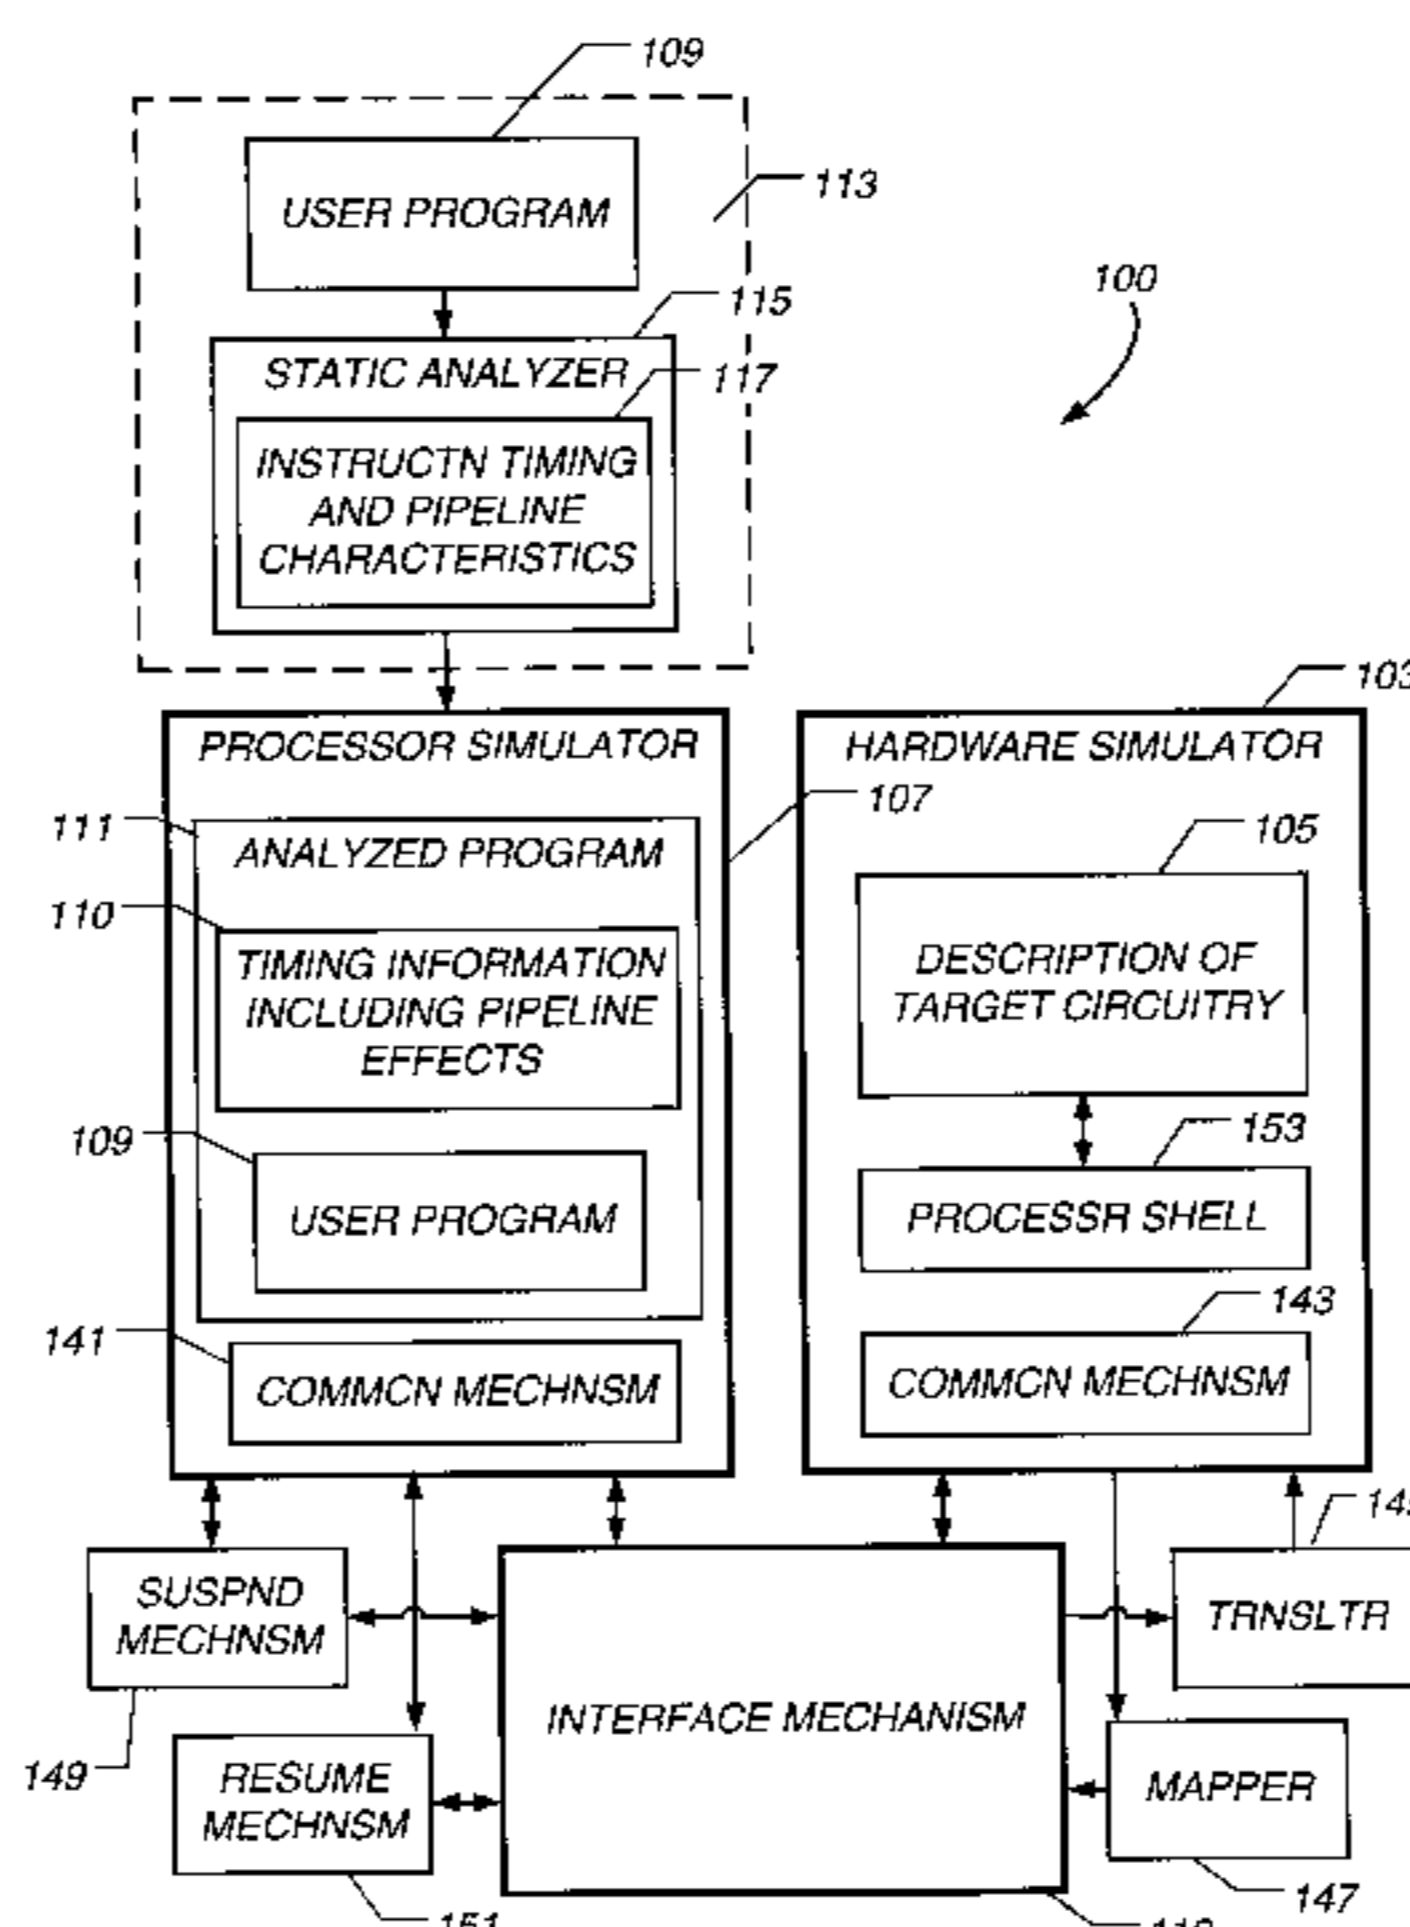 109
USER PROGRAM
113
100
115
STATIC ANALYZER
117
INSTRUCTN TIMING
AND PIPELINE
CHARACTERISTICS
103
PROCESSOR SIMULATOR
HARDWARE SIMULATOR
107
111
ANALYZED PROGRAM
105
110
TIMING INFORMATION
INCLUDING PIPELINE
EFFECTS
DESCRIPTION OF
TARGET CIRCUITRY
109
USER PROGRAM
153
PROCESSR SHELL
141
COMMCN MECHNSM
143
COMMCN MECHNSM
SUSPND
MECHNSM
TRNSLTR
149
INTERFACE MECHANISM
RESUME
MECHNSM
MAPPER
147
151